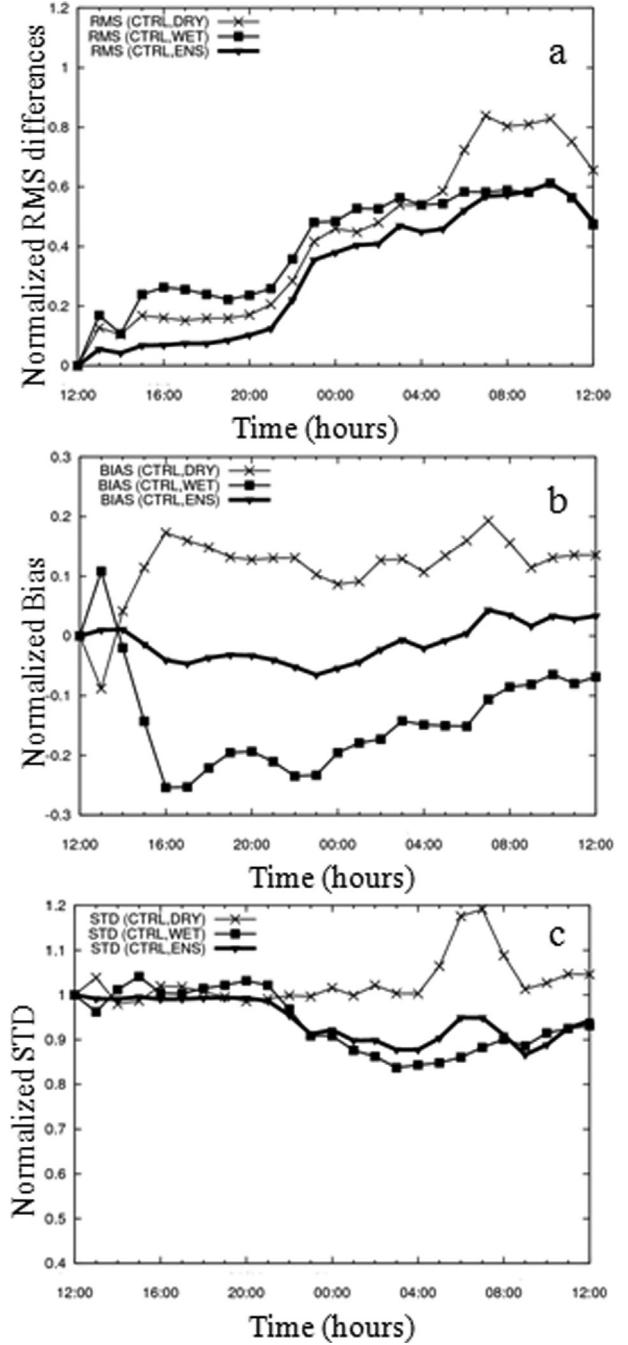 1.2
RMS (CTRL,DRY)
RMS (CTRL,WET)
RMS (CTRL,ENS)
a
1
0.8
0.6
0.4
0.2
0
Normalized RMS differences
12:00 16:00 20:00 00:00 04:00 08:00 12:00
Time (hours)
0.3
BIAS (CTRL,DRY)
BIAS (CTRL,WET)
BIAS (CTRL,ENS)
b
0.2
0.1
0
-0.1
-0.2
-0.3
Normalized Bias
12:00 16:00 20:00 00:00 04:00 08:00 12:00
Time (hours)
1.2
STD (CTRL,DRY)
STD (CTRL,WET)
STD (CTRL,ENS)
c
1.1
1
0.9
0.8
0.7
0.6
0.5
0.4
Normalized STD
12:00 16:00 20:00 00:00 04:00 08:00 12:00
Time (hours)